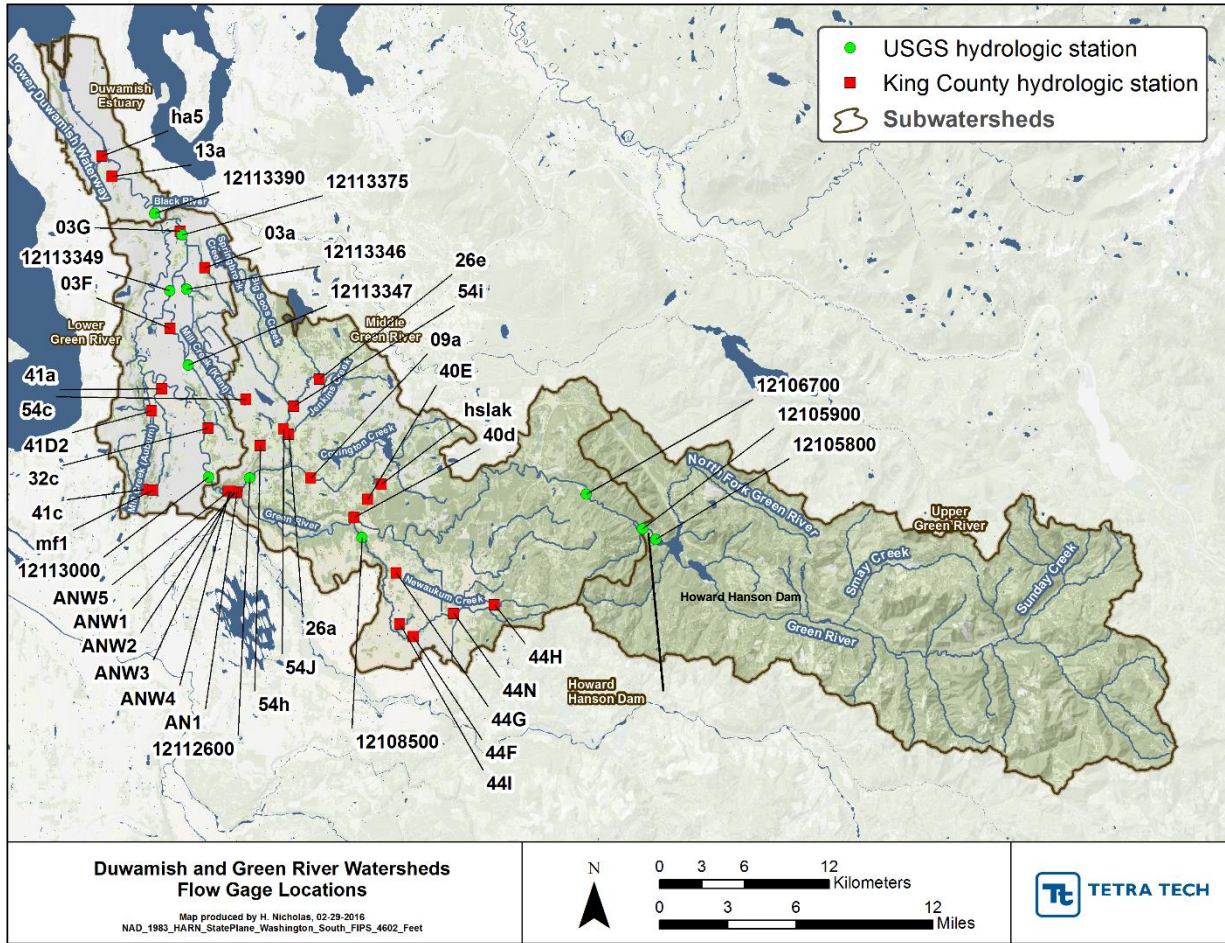 USGS hydrologic station
King County hydrologic station
Subwatersheds
Lower Duwamish Waterway
Duwamish
Estuary
ha5
13a
12113390
12113375
Black River
03G
03a
12113349
12113346
03F
12113347
Springbrook
Creek
Big Soos Creek
26e
54i
Lower
Green River
Middle
Green River
09a
40E
Mill Creek (Kent)
41a
54c
Jenkins Creek
hslak
40d
12106700
12105900
12105800
41D2
32c
Covington Creek
North Fork Green River
Upper
Green River
Mill Creek (Auburn)
41c
mf1
Green River
12113000
Smay Creek
Sunday Creek
ANW5
ANW1
ANW2
ANW3
ANW4
AN1
12112600
Newaukum Creek
Howard Hanson Dam
Green River
26a
54J
54h
44H
44N
44G
44F
44I
12108500
Howard
Hanson Dam
Duwamish and Green River Watersheds
Flow Gage Locations
Map produced by H. Nicholas, 02-29-2016
NAD_1983_HARN_StatePlane_Washington_South_FIPS_4602_Feet
N
0 3 6 12
Kilometers
0 3 6 12
Miles
Tt
TETRA TECH